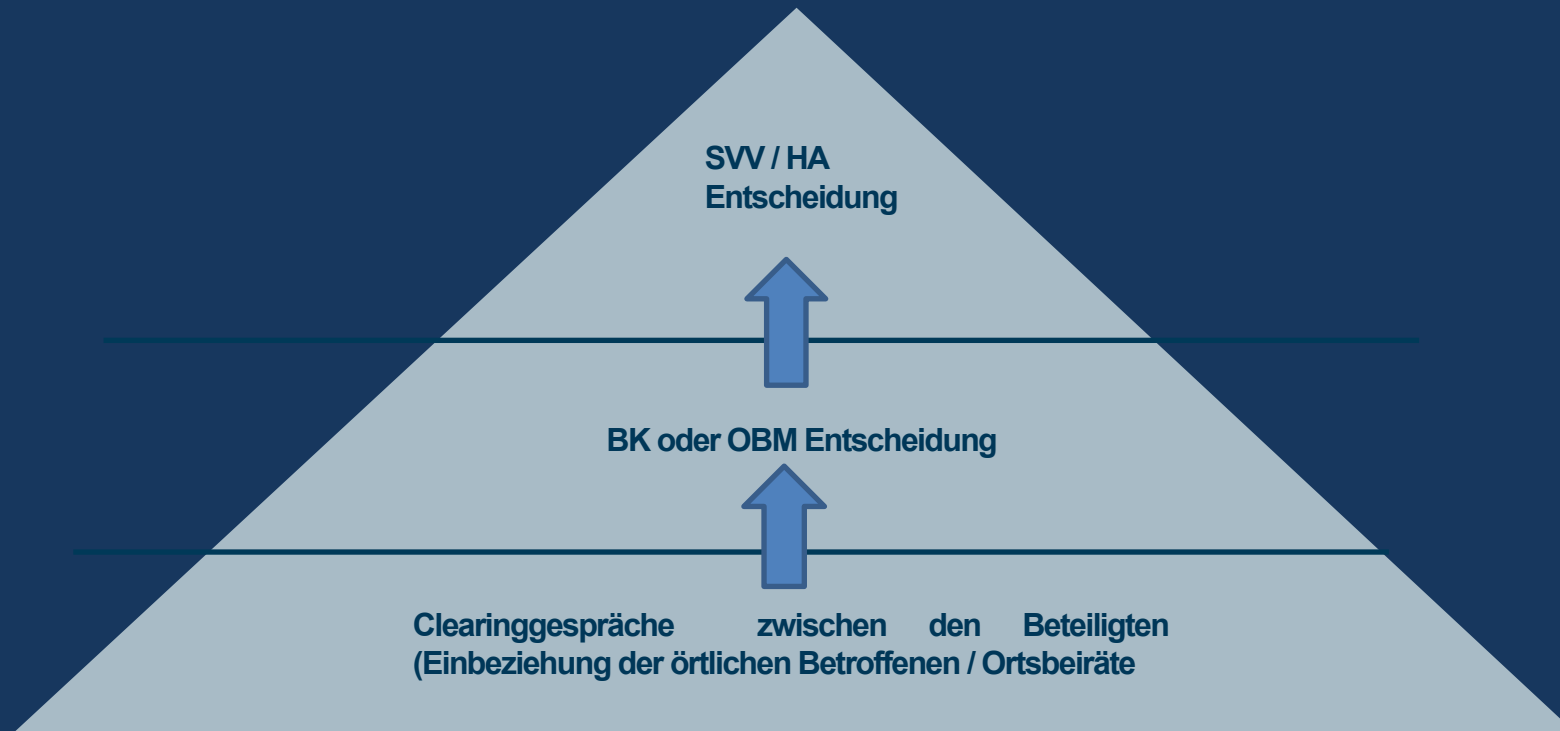 SVV / HA
Entscheidung
BK oder OBM Entscheidung
Clearinggespräche zwischen den Beteiligten
(Einbeziehung der örtlichen Betroffenen / Ortsbeiräte